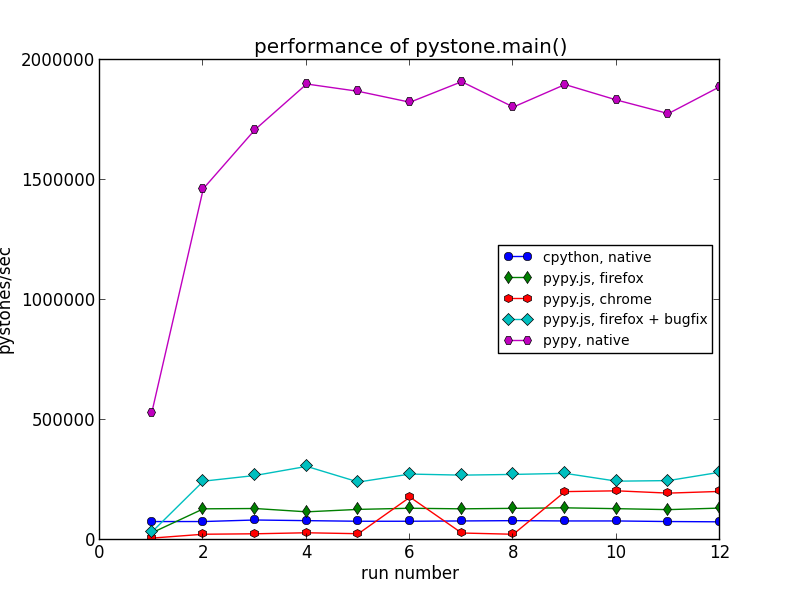 performance of pystone.main()
2000000
1500000
1000000
500000
0
pystones/sec
cpython, native
pypy.js, firefox
pypy.js, chrome
pypy.js, firefox + bugfix
pypy, native
0 2 4 6 8 10 12
run number